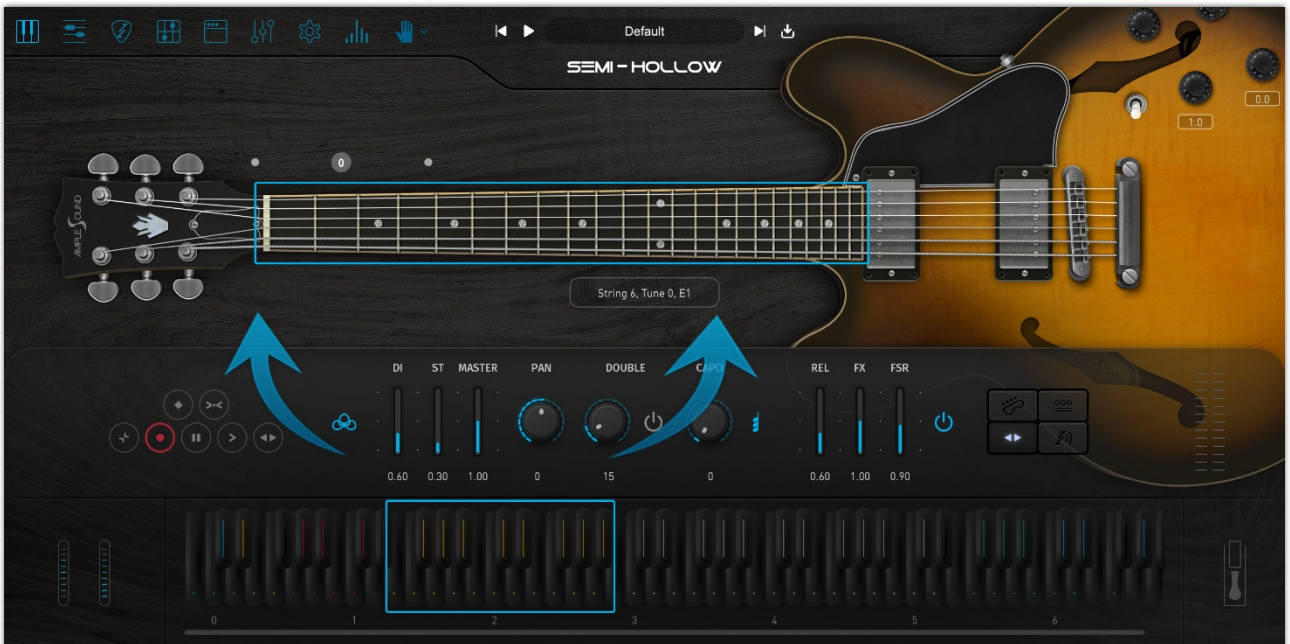 Default
SEMI-HOLLOW
0.0
1.0
0
AMPLE SOUND
String 6, Tune 0, E1
DI ST MASTER PAN DOUBLE CAPO REL FX FSR
0.60 0.30 1.00 0 15 0 0.60 1.00 0.90
0 1 2 3 4 5 6